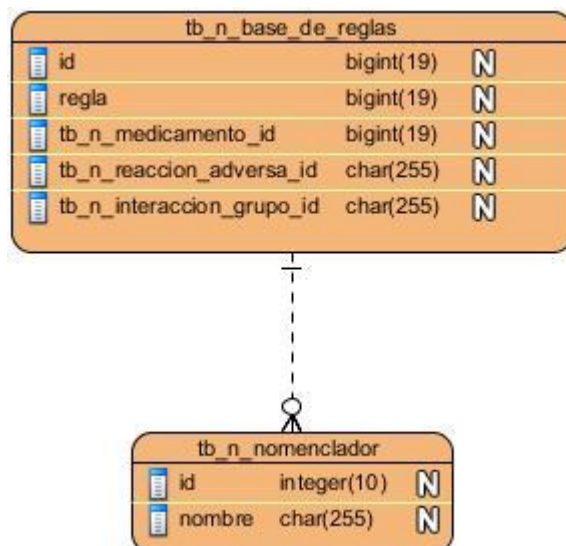 tb_n_base_de_reglas
id bigint(19) N
regla bigint(19) N
tb_n_medicamento_id bigint(19) N
tb_n_reaccion_adversa_id char(255) N
tb_n_interaccion_grupo_id char(255) N
tb_n_nomenclador
id integer(10) N
nombre char(255) N